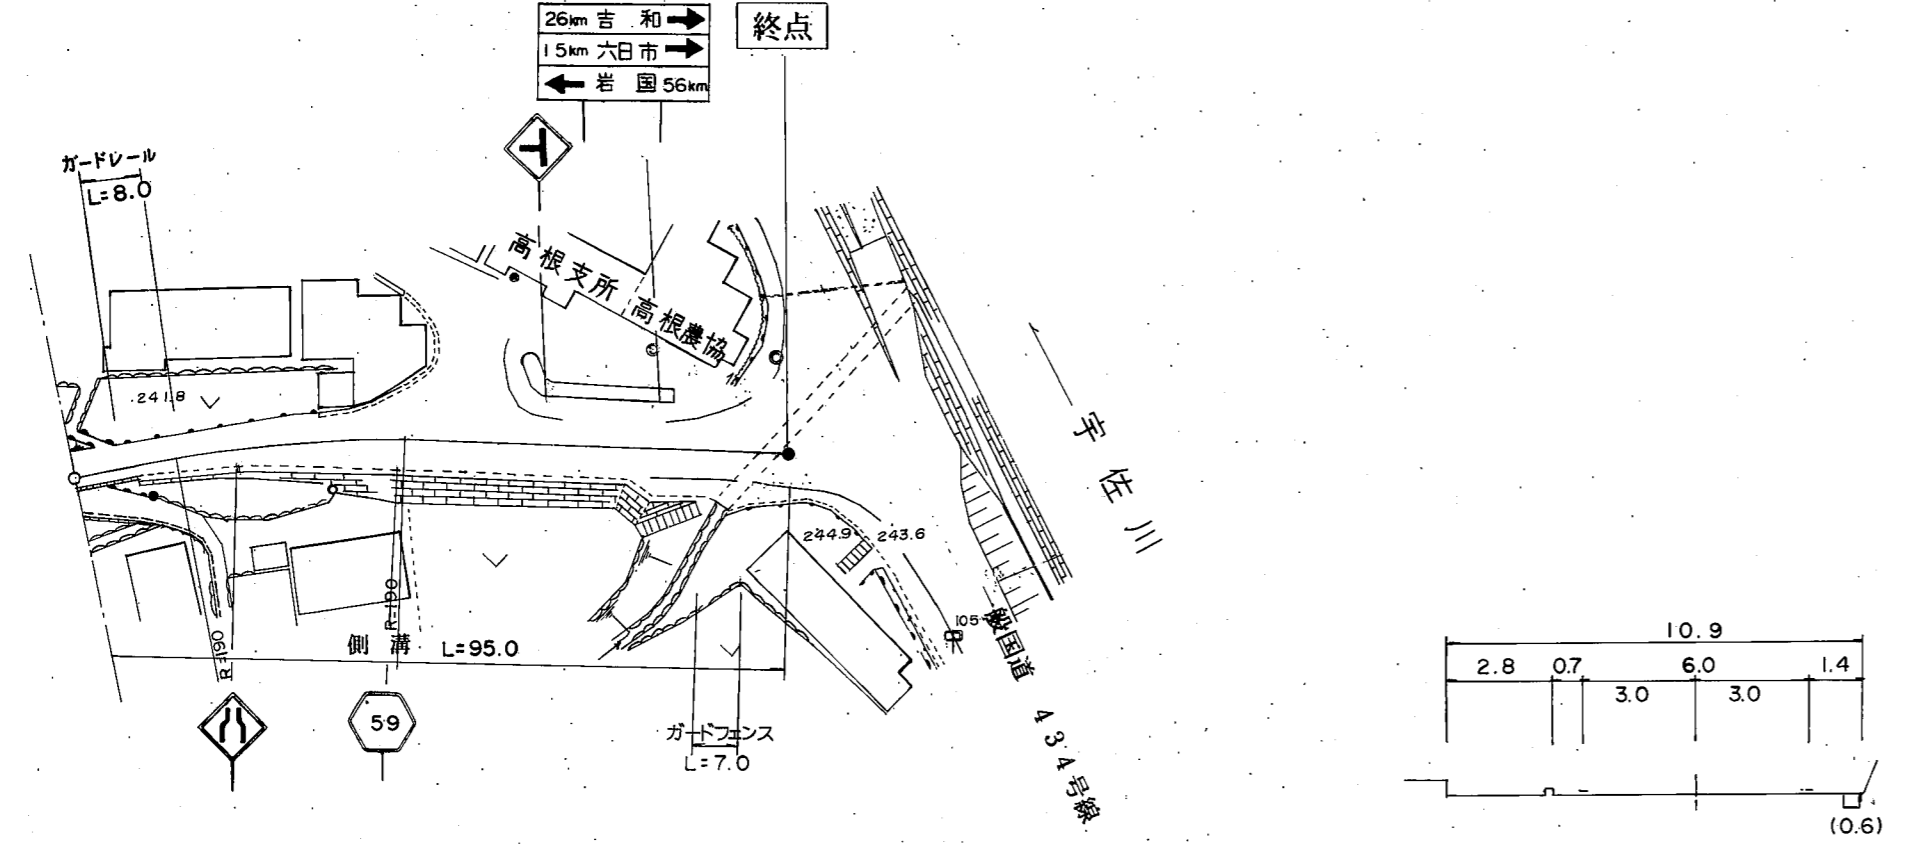 26km 吉 和
15km 六日市
岩 国 56km
終点
ガードレール
L=8.0
高根支所
高根農協
241.8
宇佐川
244.9
243.6
105
一般国道 434号線
R=190
R=190
側溝 L=95.0
59
ガードフェンス
L=7.0
10.9
2.8 0.7 6.0 1.4
3.0 3.0
(0.6)